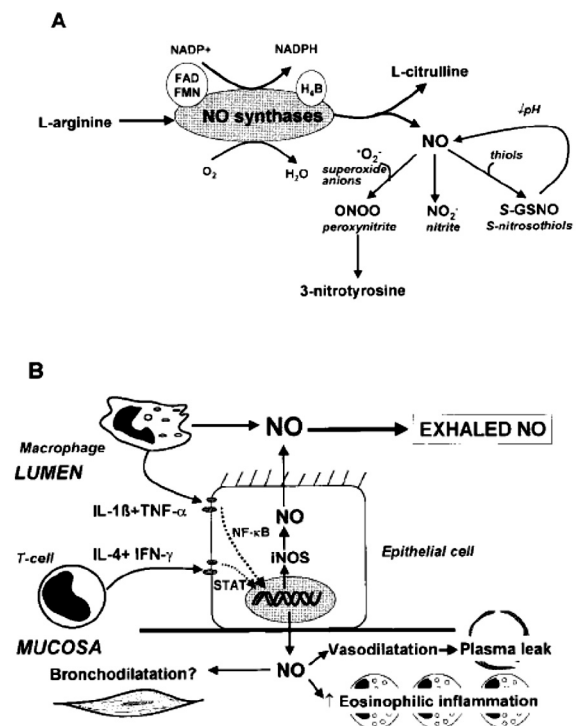 A
NADP+
NADPH
FAD
FMN
H₄B
L-citrulline
L-arginine
NO synthases
↓pH
NO
O₂
H₂O
•O₂⁻
superoxide
anions
thiols
ONOO
peroxynitrite
NO₂⁻
nitrite
S-GSNO
S-nitrosothiols
3-nitrotyrosine
B
NO
EXHALED NO
Macrophage
LUMEN
IL-1ß+TNF-α
NO
NF-κB
iNOS
Epithelial cell
T-cell
IL-4+ IFN-γ
STAT
MUCOSA
Bronchodilatation?
NO
Vasodilatation
Plasma leak
↑ Eosinophilic inflammation